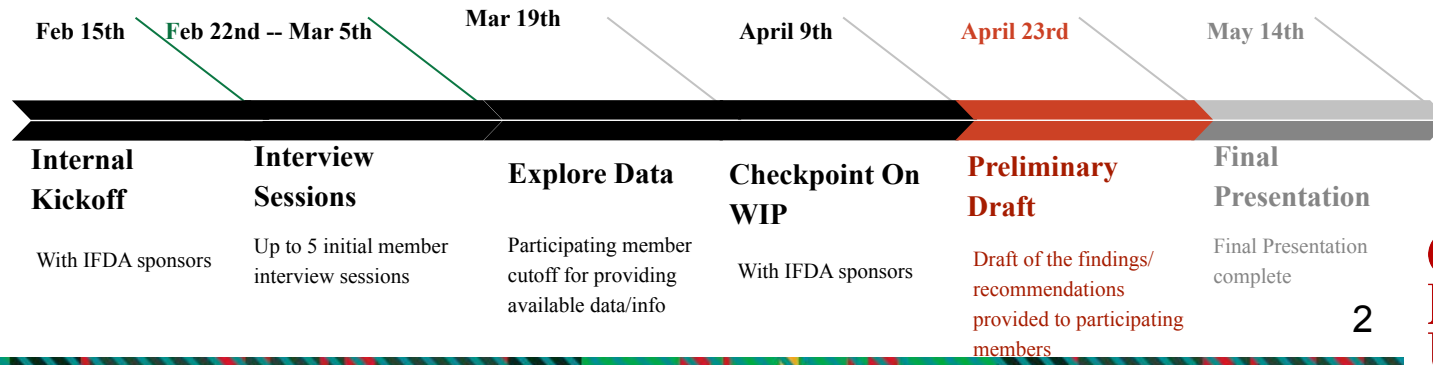 Feb 15th
Feb 22nd -- Mar 5th
Mar 19th
April 9th
April 23rd
May 14th
Internal
Kickoff
With IFDA sponsors
Interview
Sessions
Up to 5 initial member
interview sessions
Explore Data
Participating member
cutoff for providing
available data/info
Checkpoint On
WIP
With IFDA sponsors
Preliminary
Draft
Draft of the findings/
recommendations
provided to participating
members
Final
Presentation
Final Presentation
complete
2